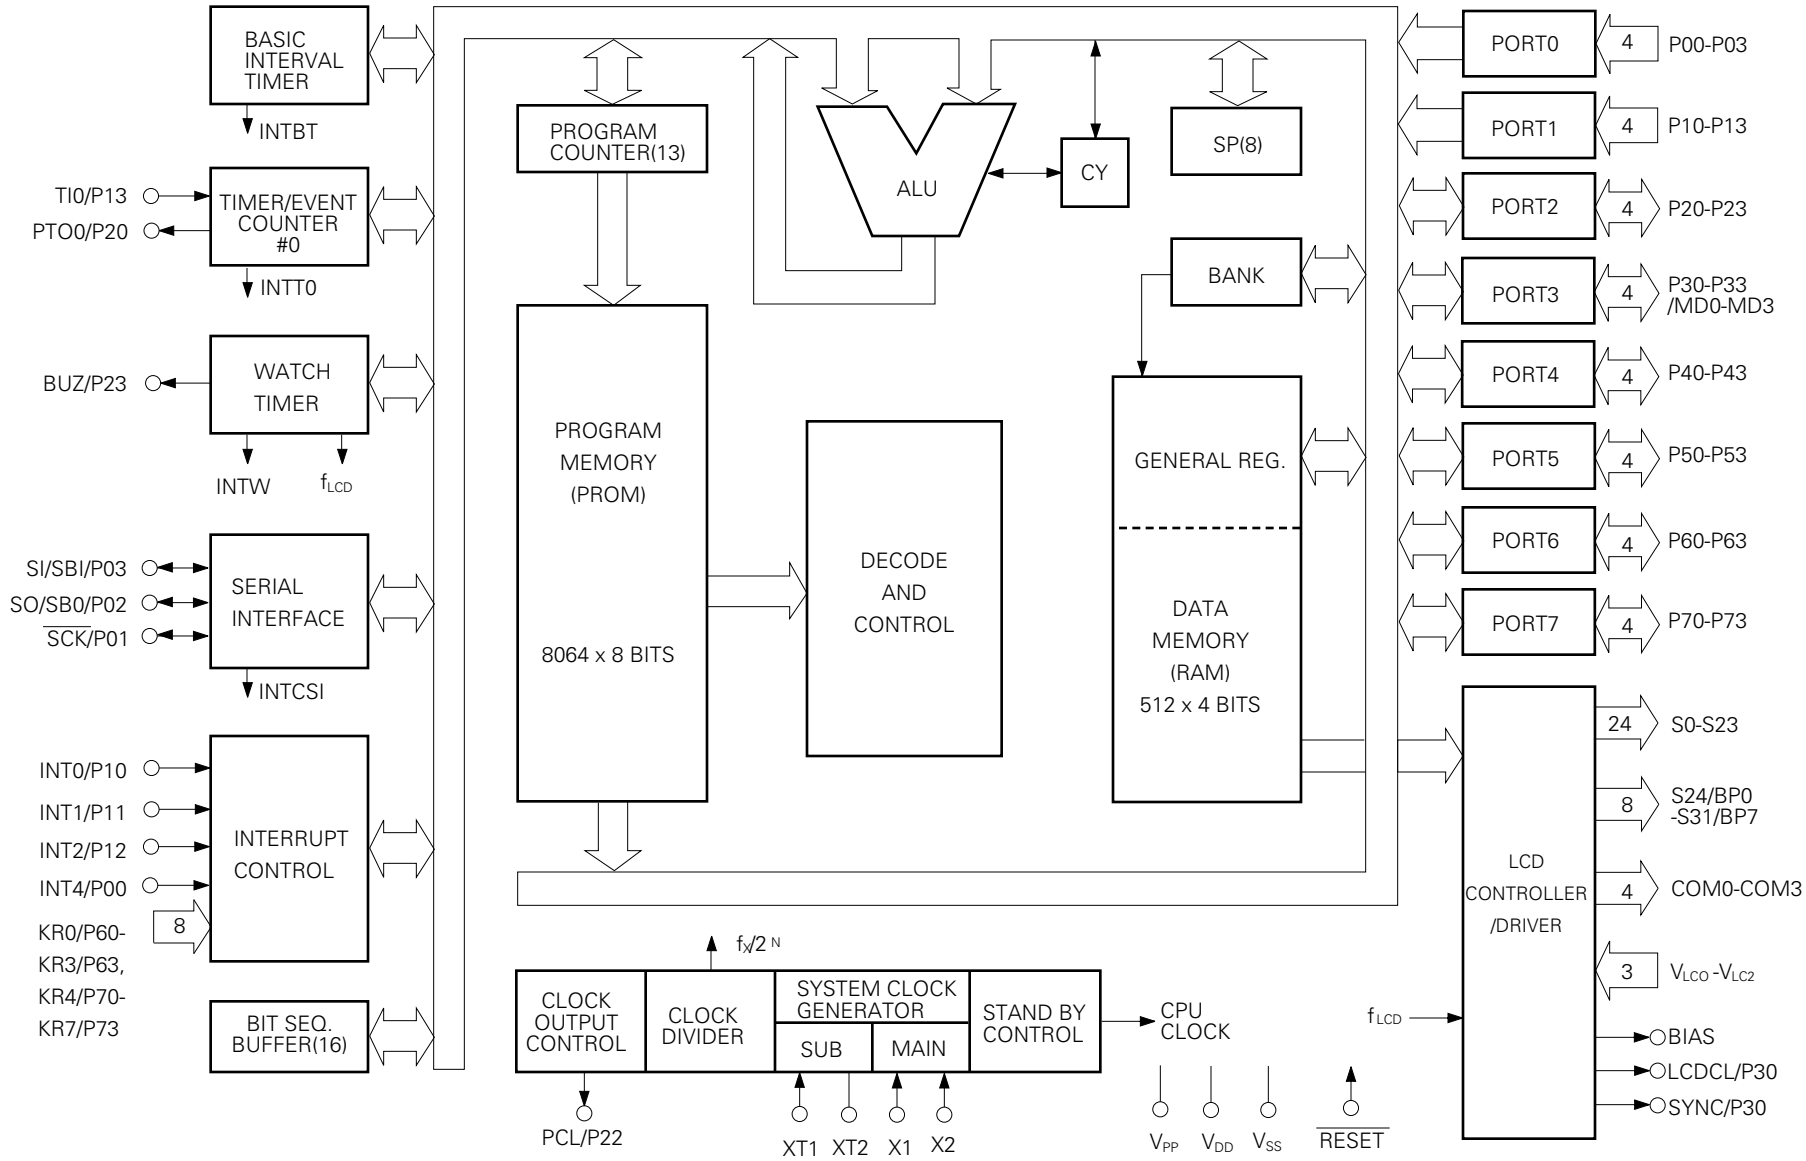 BASIC
INTERVAL
TIMER
INTBT
TI0/P13
PTO0/P20
TIMER/EVENT
COUNTER
#0
INTT0
BUZ/P23
WATCH
TIMER
INTW
fLCD
SI/SBI/P03
SO/SB0/P02
SCK/P01
SERIAL
INTERFACE
INTCSI
INT0/P10
INT1/P11
INT2/P12
INT4/P00
KR0/P60-
KR3/P63,
KR4/P70-
KR7/P73
8
INTERRUPT
CONTROL
BIT SEQ.
BUFFER(16)
PROGRAM
COUNTER(13)
ALU
CY
SP(8)
BANK
PROGRAM
MEMORY
(PROM)
8064 x 8 BITS
DECODE
AND
CONTROL
GENERAL REG.
DATA
MEMORY
(RAM)
512 x 4 BITS
fX/2 N
CLOCK
OUTPUT
CONTROL
CLOCK
DIVIDER
SYSTEM CLOCK
GENERATOR
SUB
MAIN
STAND BY
CONTROL
CPU
CLOCK
PCL/P22
XT1
XT2
X1
X2
VPP
VDD
VSS
RESET
PORT0
4
P00-P03
PORT1
4
P10-P13
PORT2
4
P20-P23
PORT3
4
P30-P33
/MD0-MD3
PORT4
4
P40-P43
PORT5
4
P50-P53
PORT6
4
P60-P63
PORT7
4
P70-P73
LCD
CONTROLLER
/DRIVER
24
S0-S23
8
S24/BP0
-S31/BP7
4
COM0-COM3
3
VLCO -VLC2
fLCD
BIAS
LCDCL/P30
SYNC/P30